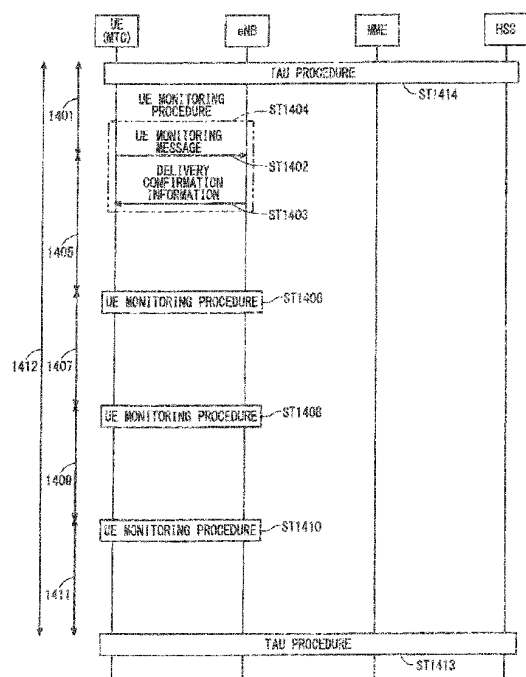 UE
(MTC)
eNB
MME
HSS
TAU PROCEDURE
ST1414
1401
UE MONITORING
PROCEDURE
ST1404
UE MONITORING
MESSAGE
ST1402
DELIVERY
CONFIRMATION
INFORMATION
ST1403
1405
UE MONITORING PROCEDURE
ST1406
1412
1407
UE MONITORING PROCEDURE
ST1408
1409
UE MONITORING PROCEDURE
ST1410
1411
TAU PROCEDURE
ST1413